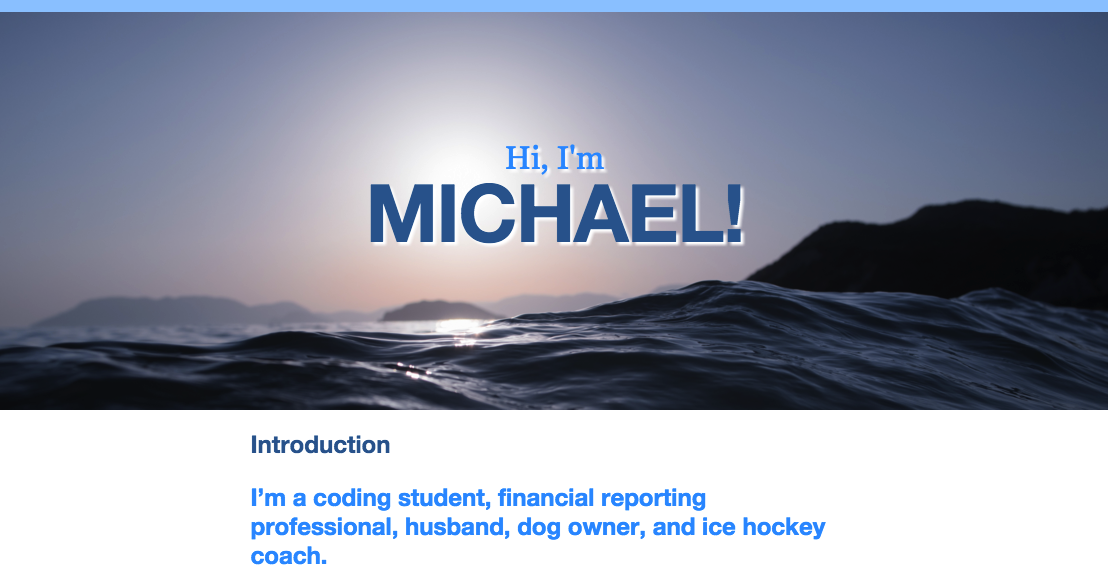 Hi, I'm
MICHAEL!
Introduction
I’m a coding student, financial reporting
professional, husband, dog owner, and ice hockey
coach.